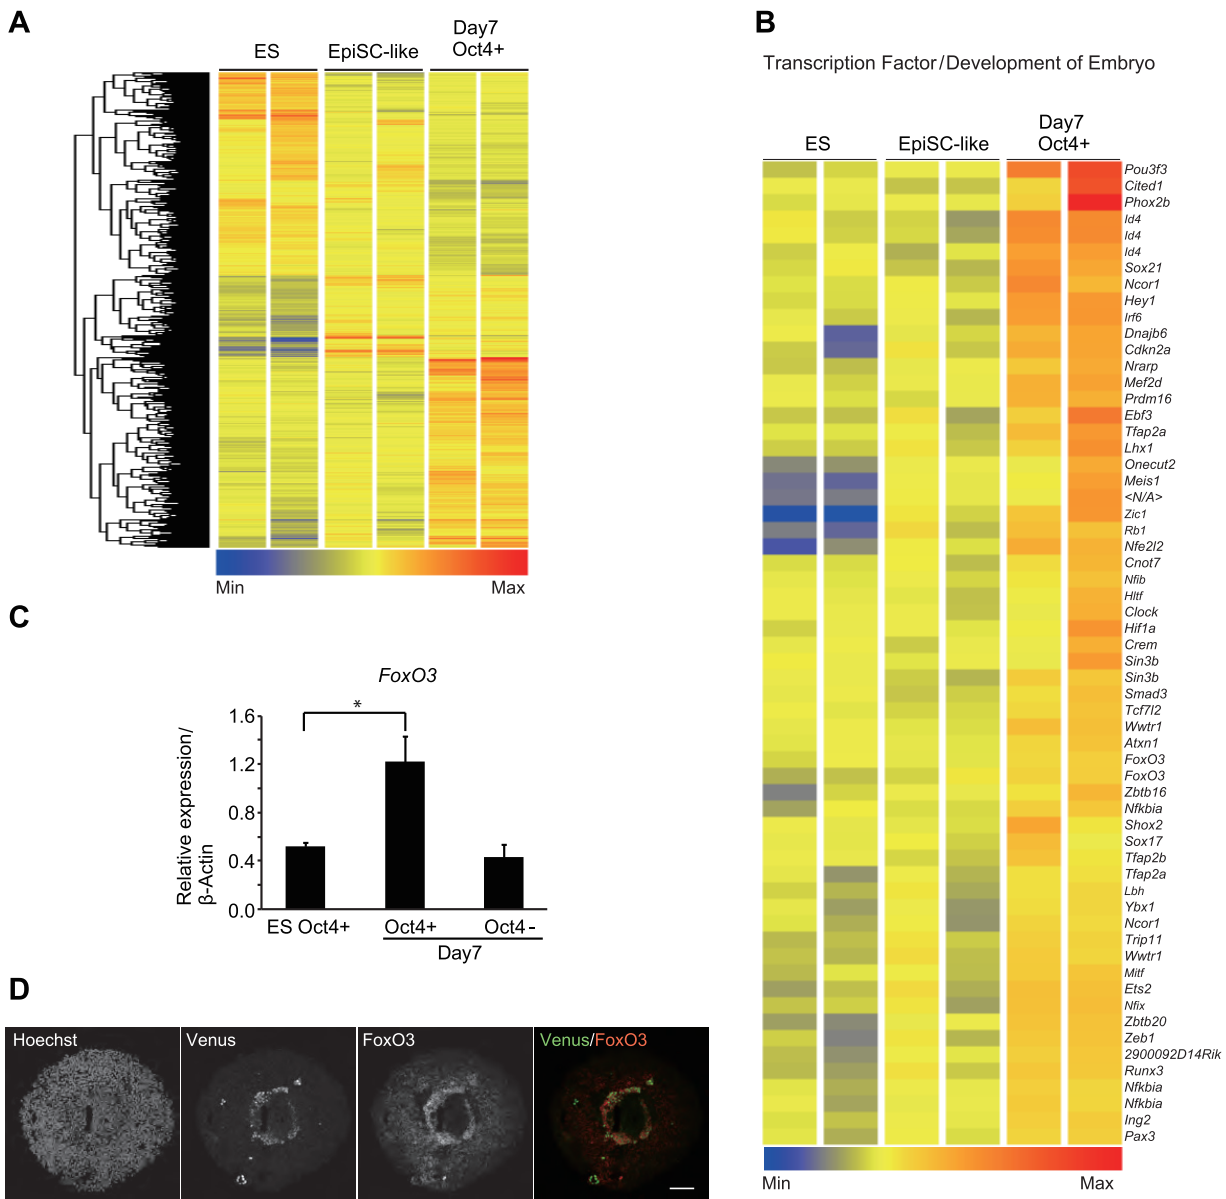 A
ES
EpiSC-like
Day7
Oct4+
Min
Max
B
Transcription Factor/Development of Embryo
ES
EpiSC-like
Day7
Oct4+
Pou3f3
Cited1
Phox2b
Id4
Id4
Id4
Sox21
Ncor1
Hey1
Irf6
Dnajb6
Cdkn2a
Nrarp
Mef2d
Prdm16
Ebf3
Tfap2a
Lhx1
Onecut2
Meis1
<N/A>
Zic1
Rb1
Nfe2l2
Cnot7
Nfib
Hltf
Clock
Hif1a
Crem
Sin3b
Sin3b
Smad3
Tcf7l2
Wwtr1
Atxn1
FoxO3
FoxO3
Zbtb16
Nfkbia
Shox2
Sox17
Tfap2b
Tfap2a
Lbh
Ybx1
Ncor1
Trip11
Wwtr1
Mitf
Ets2
Nfix
Zbtb20
Zeb1
2900092D14Rik
Runx3
Nfkbia
Nfkbia
Ing2
Pax3
Min
Max
C
FoxO3
*
Relative expression/
β-Actin
1.6
1.2
0.8
0.4
0.0
ES Oct4+
Oct4+
Oct4-
Day7
D
Hoechst
Venus
FoxO3
Venus/FoxO3